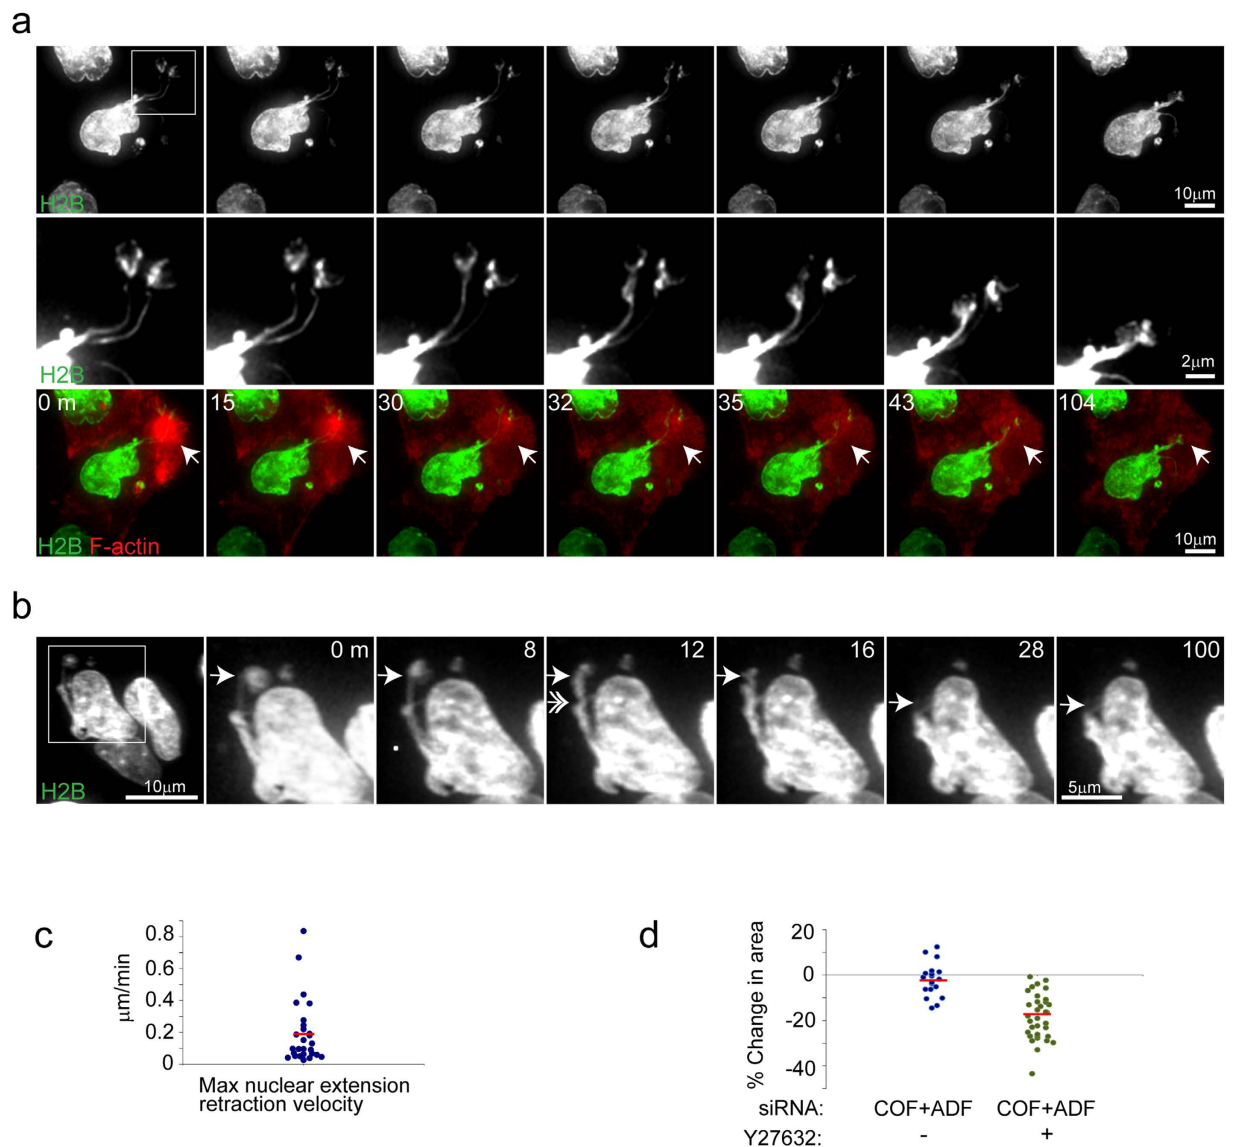 a
H2B
10μm
H2B
2μm
0 m
15
30
32
35
43
104
H2B F-actin
10μm
b
H2B
10μm
0 m
8
12
16
28
100
5μm
c
μm/min
0.8
0.6
0.4
0.2
0
Max nuclear extension
retraction velocity
d
% Change in area
20
0
-20
-40
siRNA: COF+ADF COF+ADF
Y27632: - +